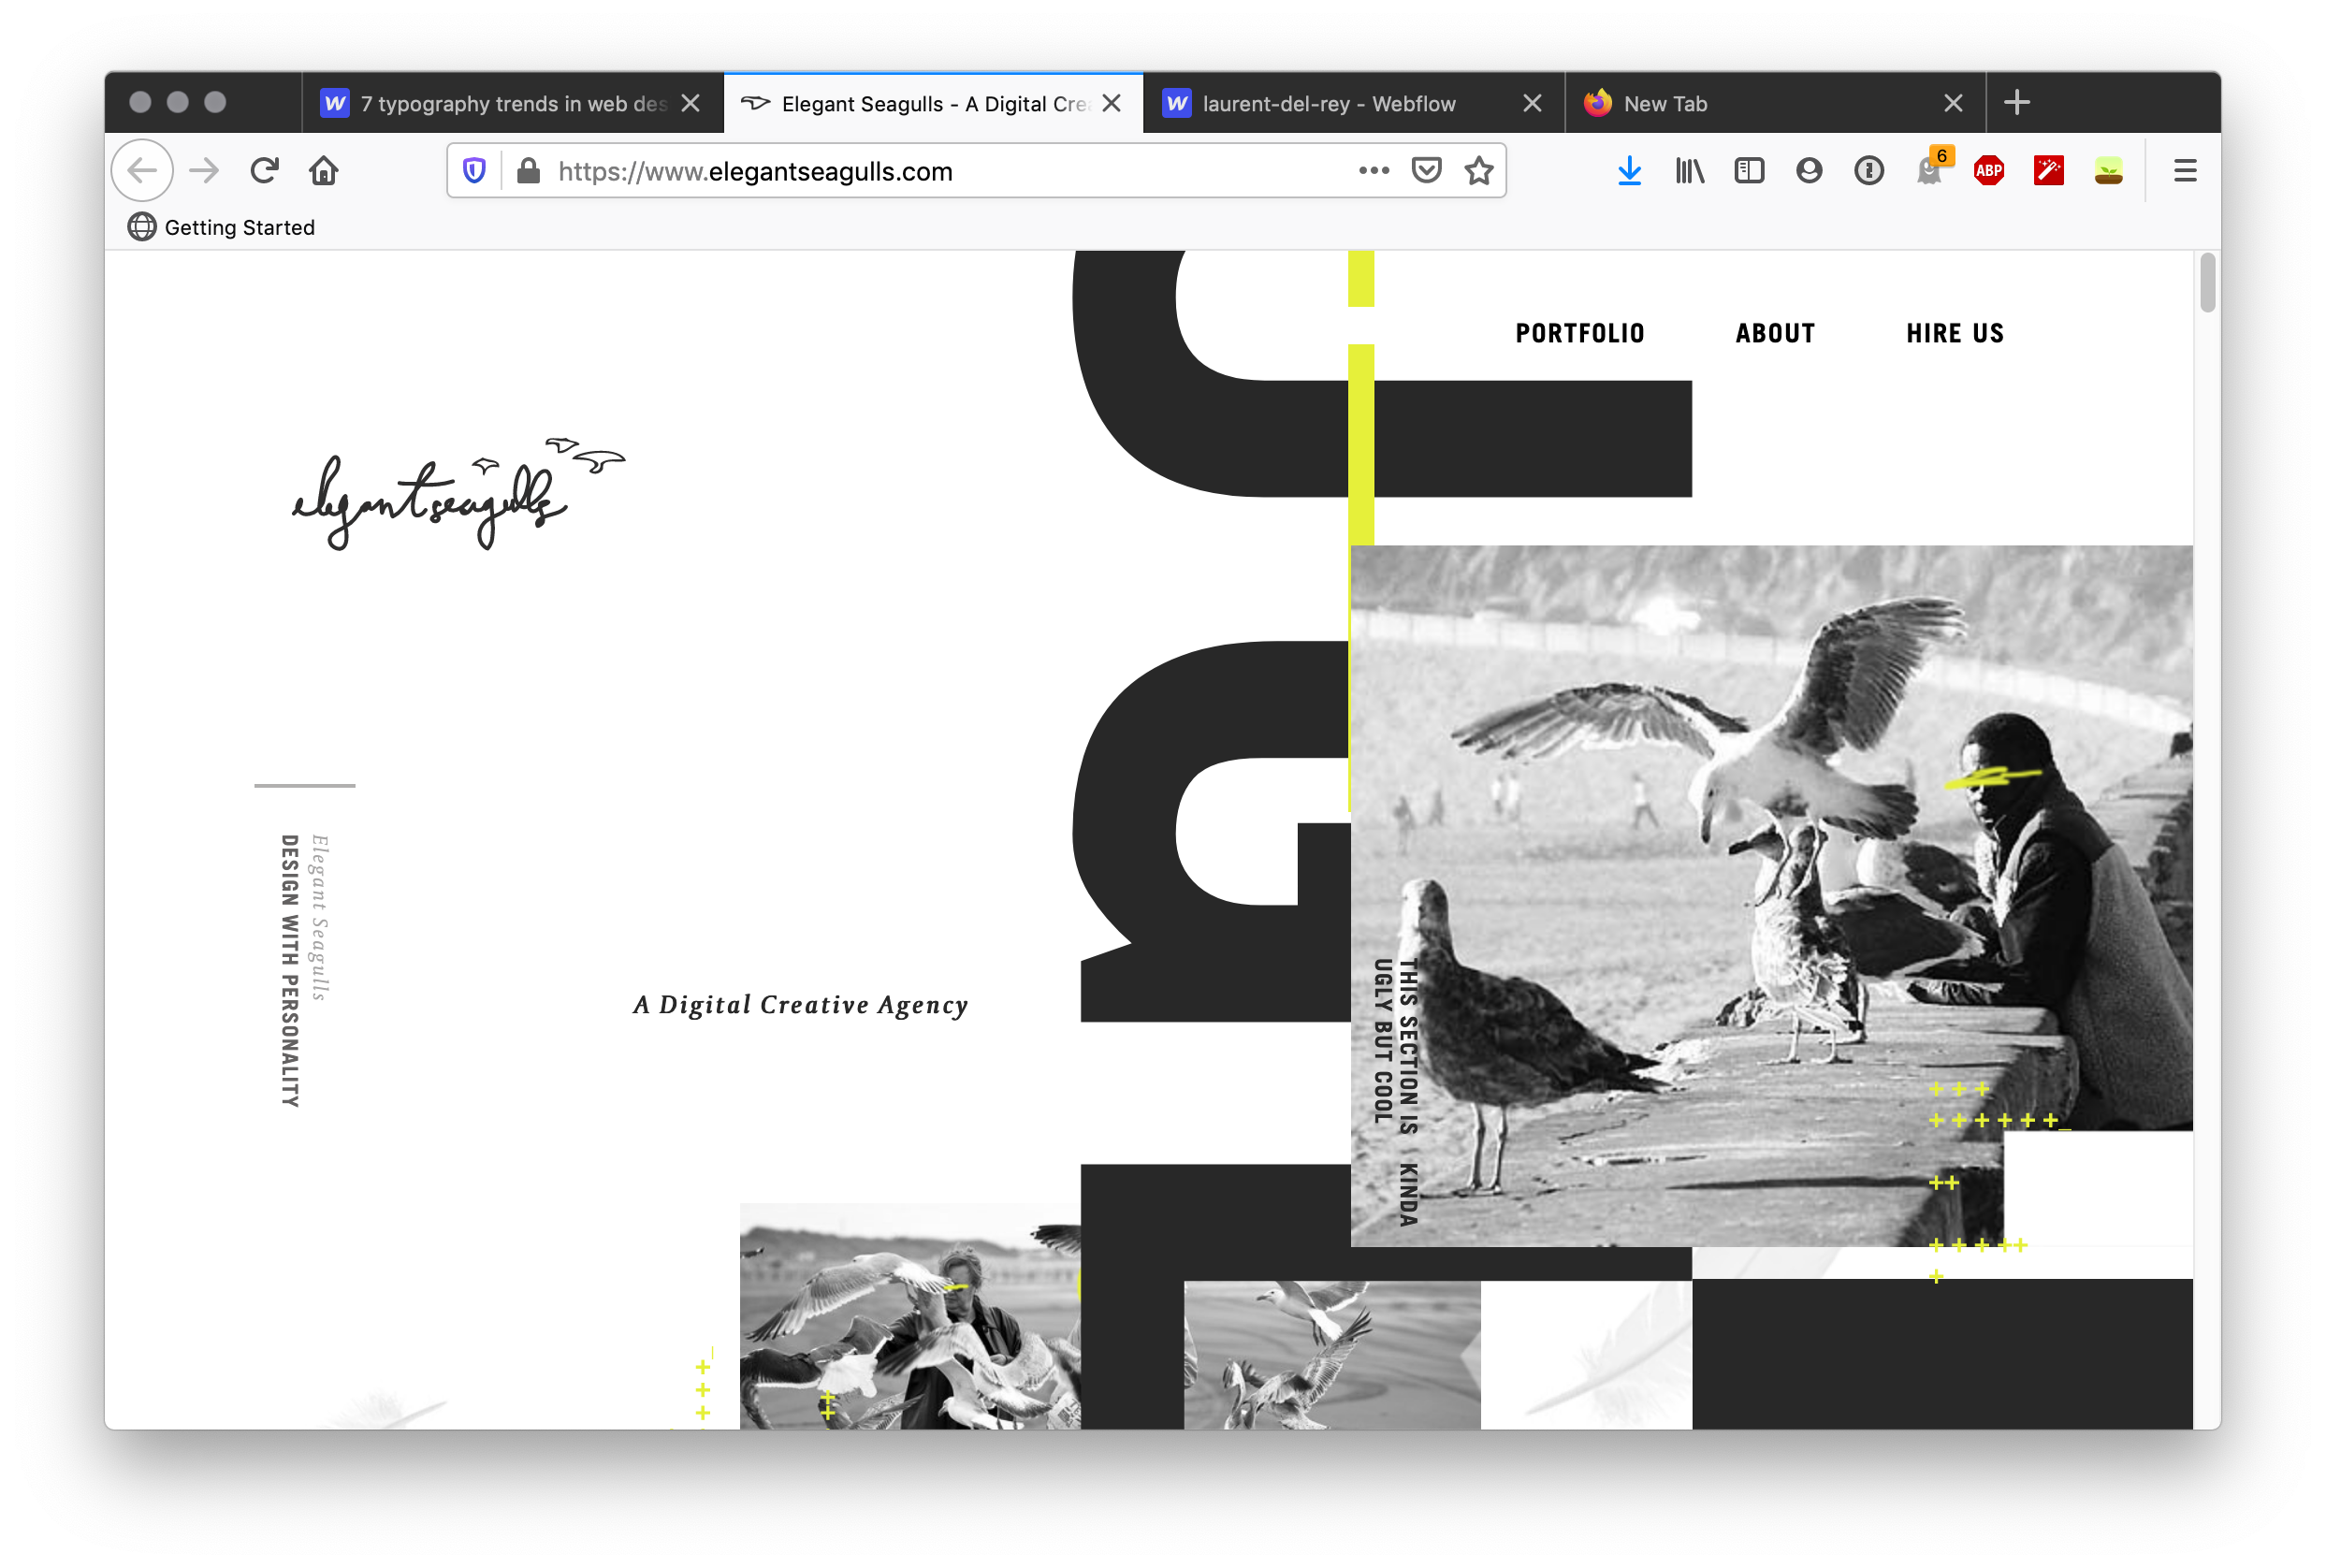 7 typography trends in web des
Elegant Seagulls - A Digital Cre
laurent-del-rey - Webflow
New Tab
https://www.elegantseagulls.com
6
ABP
Getting Started
PORTFOLIO
ABOUT
HIRE US
elegantseagulls
Elegant Seagulls
DESIGN WITH PERSONALITY
A Digital Creative Agency
THIS SECTION IS KINDA
UGLY BUT COOL
+++
++++++_
++
+++++
+